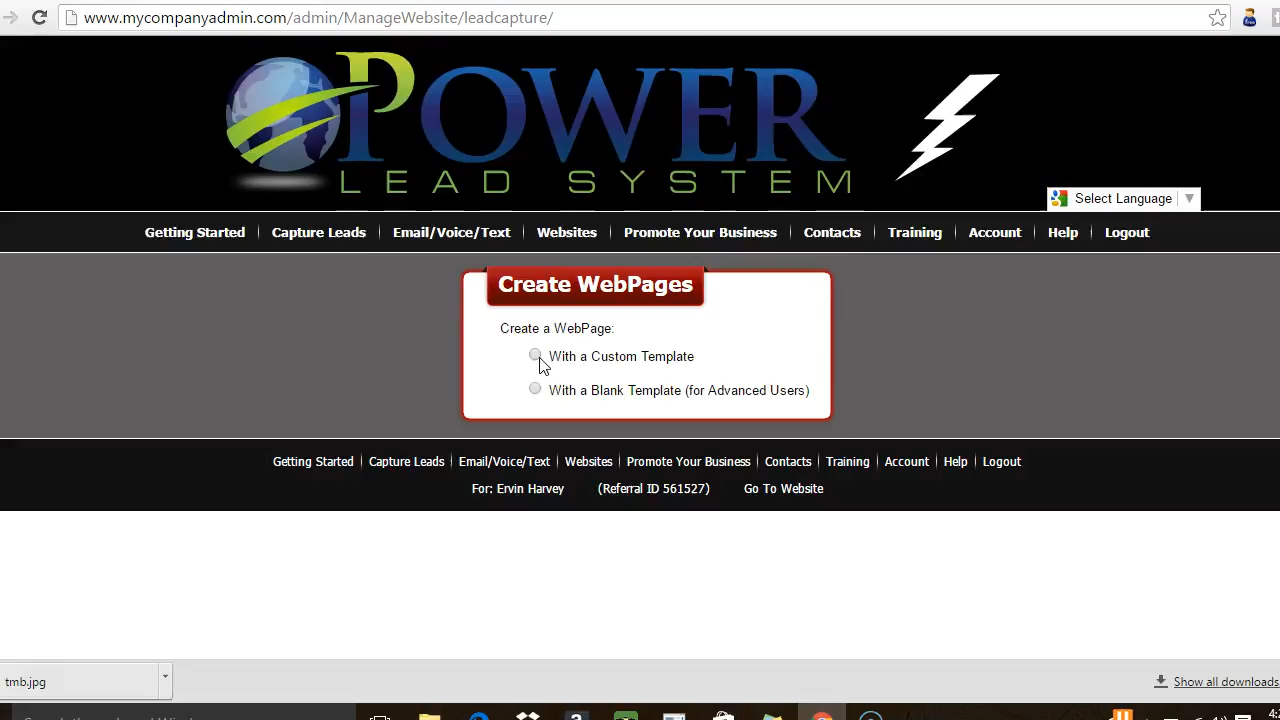 www.mycompanyadmin.com/admin/ManageWebsite/leadcapture/
POWER
LEAD SYSTEM
Select Language
Getting Started Capture Leads Email/Voice/Text Websites Promote Your Business Contacts Training Account Help Logout
Create WebPages
Create a WebPage:
With a Custom Template
With a Blank Template (for Advanced Users)
Getting Started Capture Leads Email/Voice/Text Websites Promote Your Business Contacts Training Account Help Logout
For: Ervin Harvey (Referral ID 561527) Go To Website
tmb.jpg
Show all downloads